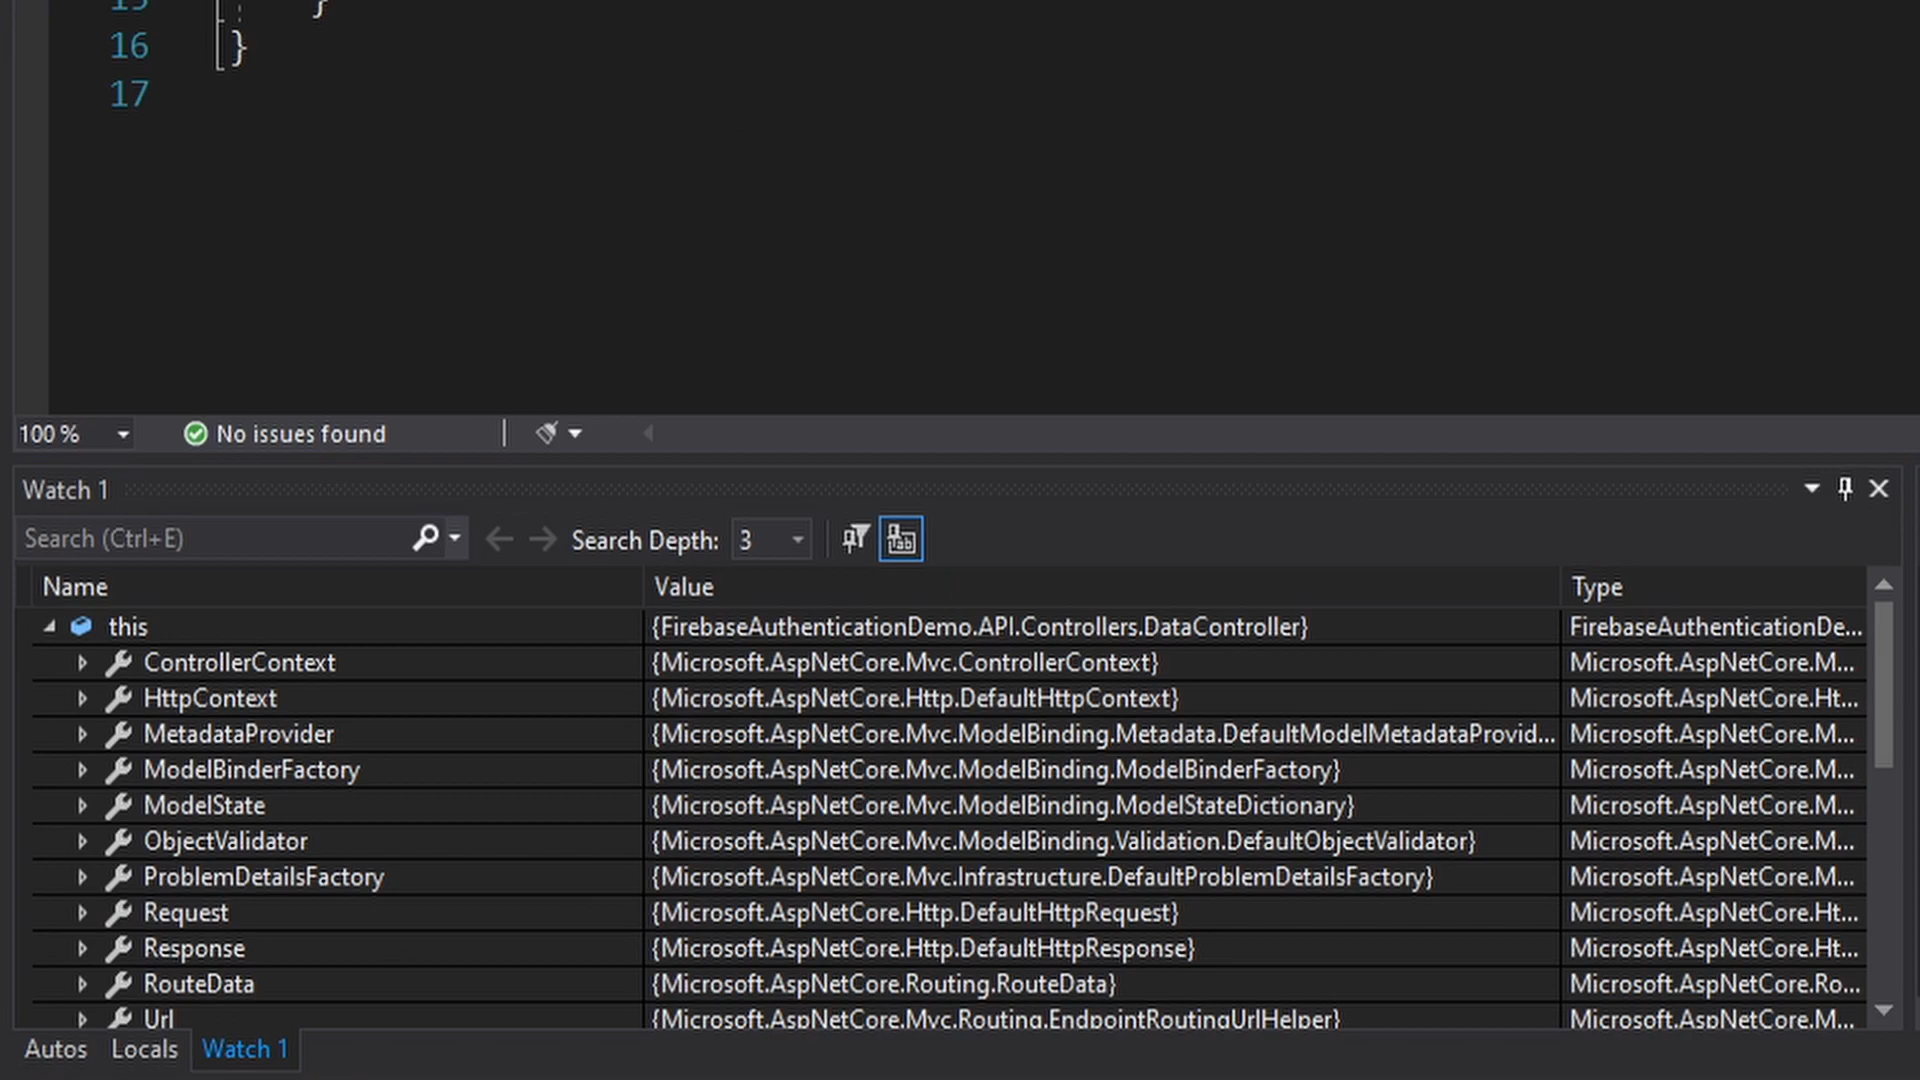 15 }
16 }
17
100 % No issues found
Watch 1
Search (Ctrl+E) Search Depth: 3
Name Value Type
this {FirebaseAuthenticationDemo.API.Controllers.DataController} FirebaseAuthenticationDe...
ControllerContext {Microsoft.AspNetCore.Mvc.ControllerContext} Microsoft.AspNetCore.M...
HttpContext {Microsoft.AspNetCore.Http.DefaultHttpContext} Microsoft.AspNetCore.Ht...
MetadataProvider {Microsoft.AspNetCore.Mvc.ModelBinding.Metadata.DefaultModelMetadataProvid... Microsoft.AspNetCore.M...
ModelBinderFactory {Microsoft.AspNetCore.Mvc.ModelBinding.ModelBinderFactory} Microsoft.AspNetCore.M...
ModelState {Microsoft.AspNetCore.Mvc.ModelBinding.ModelStateDictionary} Microsoft.AspNetCore.M...
ObjectValidator {Microsoft.AspNetCore.Mvc.ModelBinding.Validation.DefaultObjectValidator} Microsoft.AspNetCore.M...
ProblemDetailsFactory {Microsoft.AspNetCore.Mvc.Infrastructure.DefaultProblemDetailsFactory} Microsoft.AspNetCore.M...
Request {Microsoft.AspNetCore.Http.DefaultHttpRequest} Microsoft.AspNetCore.Ht...
Response {Microsoft.AspNetCore.Http.DefaultHttpResponse} Microsoft.AspNetCore.Ht...
RouteData {Microsoft.AspNetCore.Routing.RouteData} Microsoft.AspNetCore.Ro...
Url {Microsoft.AspNetCore.Mvc.Routing.EndpointRoutingUrlHelper} Microsoft.AspNetCore.M...
Autos Locals Watch 1